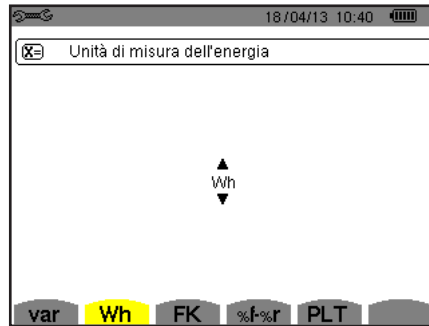 18/04/13 10:40
X= Unità di misura dell'energia
Wh
var Wh FK %f-%r PLT